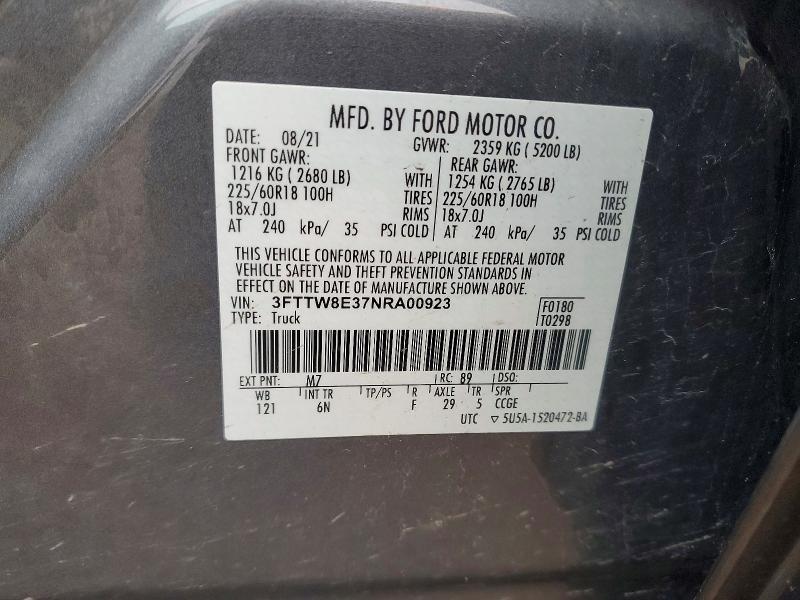 MFD. BY FORD MOTOR CO.
DATE: 08/21 GVWR: 2359 KG ( 5200 LB)
FRONT GAWR: REAR GAWR:
1216 KG ( 2680 LB) WITH 1254 KG ( 2765 LB) WITH
225/60R18 100H TIRES 225/60R18 100H TIRES
18x7.0J RIMS 18x7.0J RIMS
AT 240 kPa/ 35 PSI COLD AT 240 kPa/ 35 PSI COLD
THIS VEHICLE CONFORMS TO ALL APPLICABLE FEDERAL MOTOR
VEHICLE SAFETY AND THEFT PREVENTION STANDARDS IN
EFFECT ON THE DATE OF MANUFACTURE SHOWN ABOVE.
VIN: 3FTTW8E37NRA00923 F0180
TYPE: Truck T0298
EXT PNT: M7 RC: 89 DSO:
WB INT TR TP/PS R AXLE TR SPR
121 6N F 29 5 CCGE
UTC ▽ 5U5A-1520472-BA